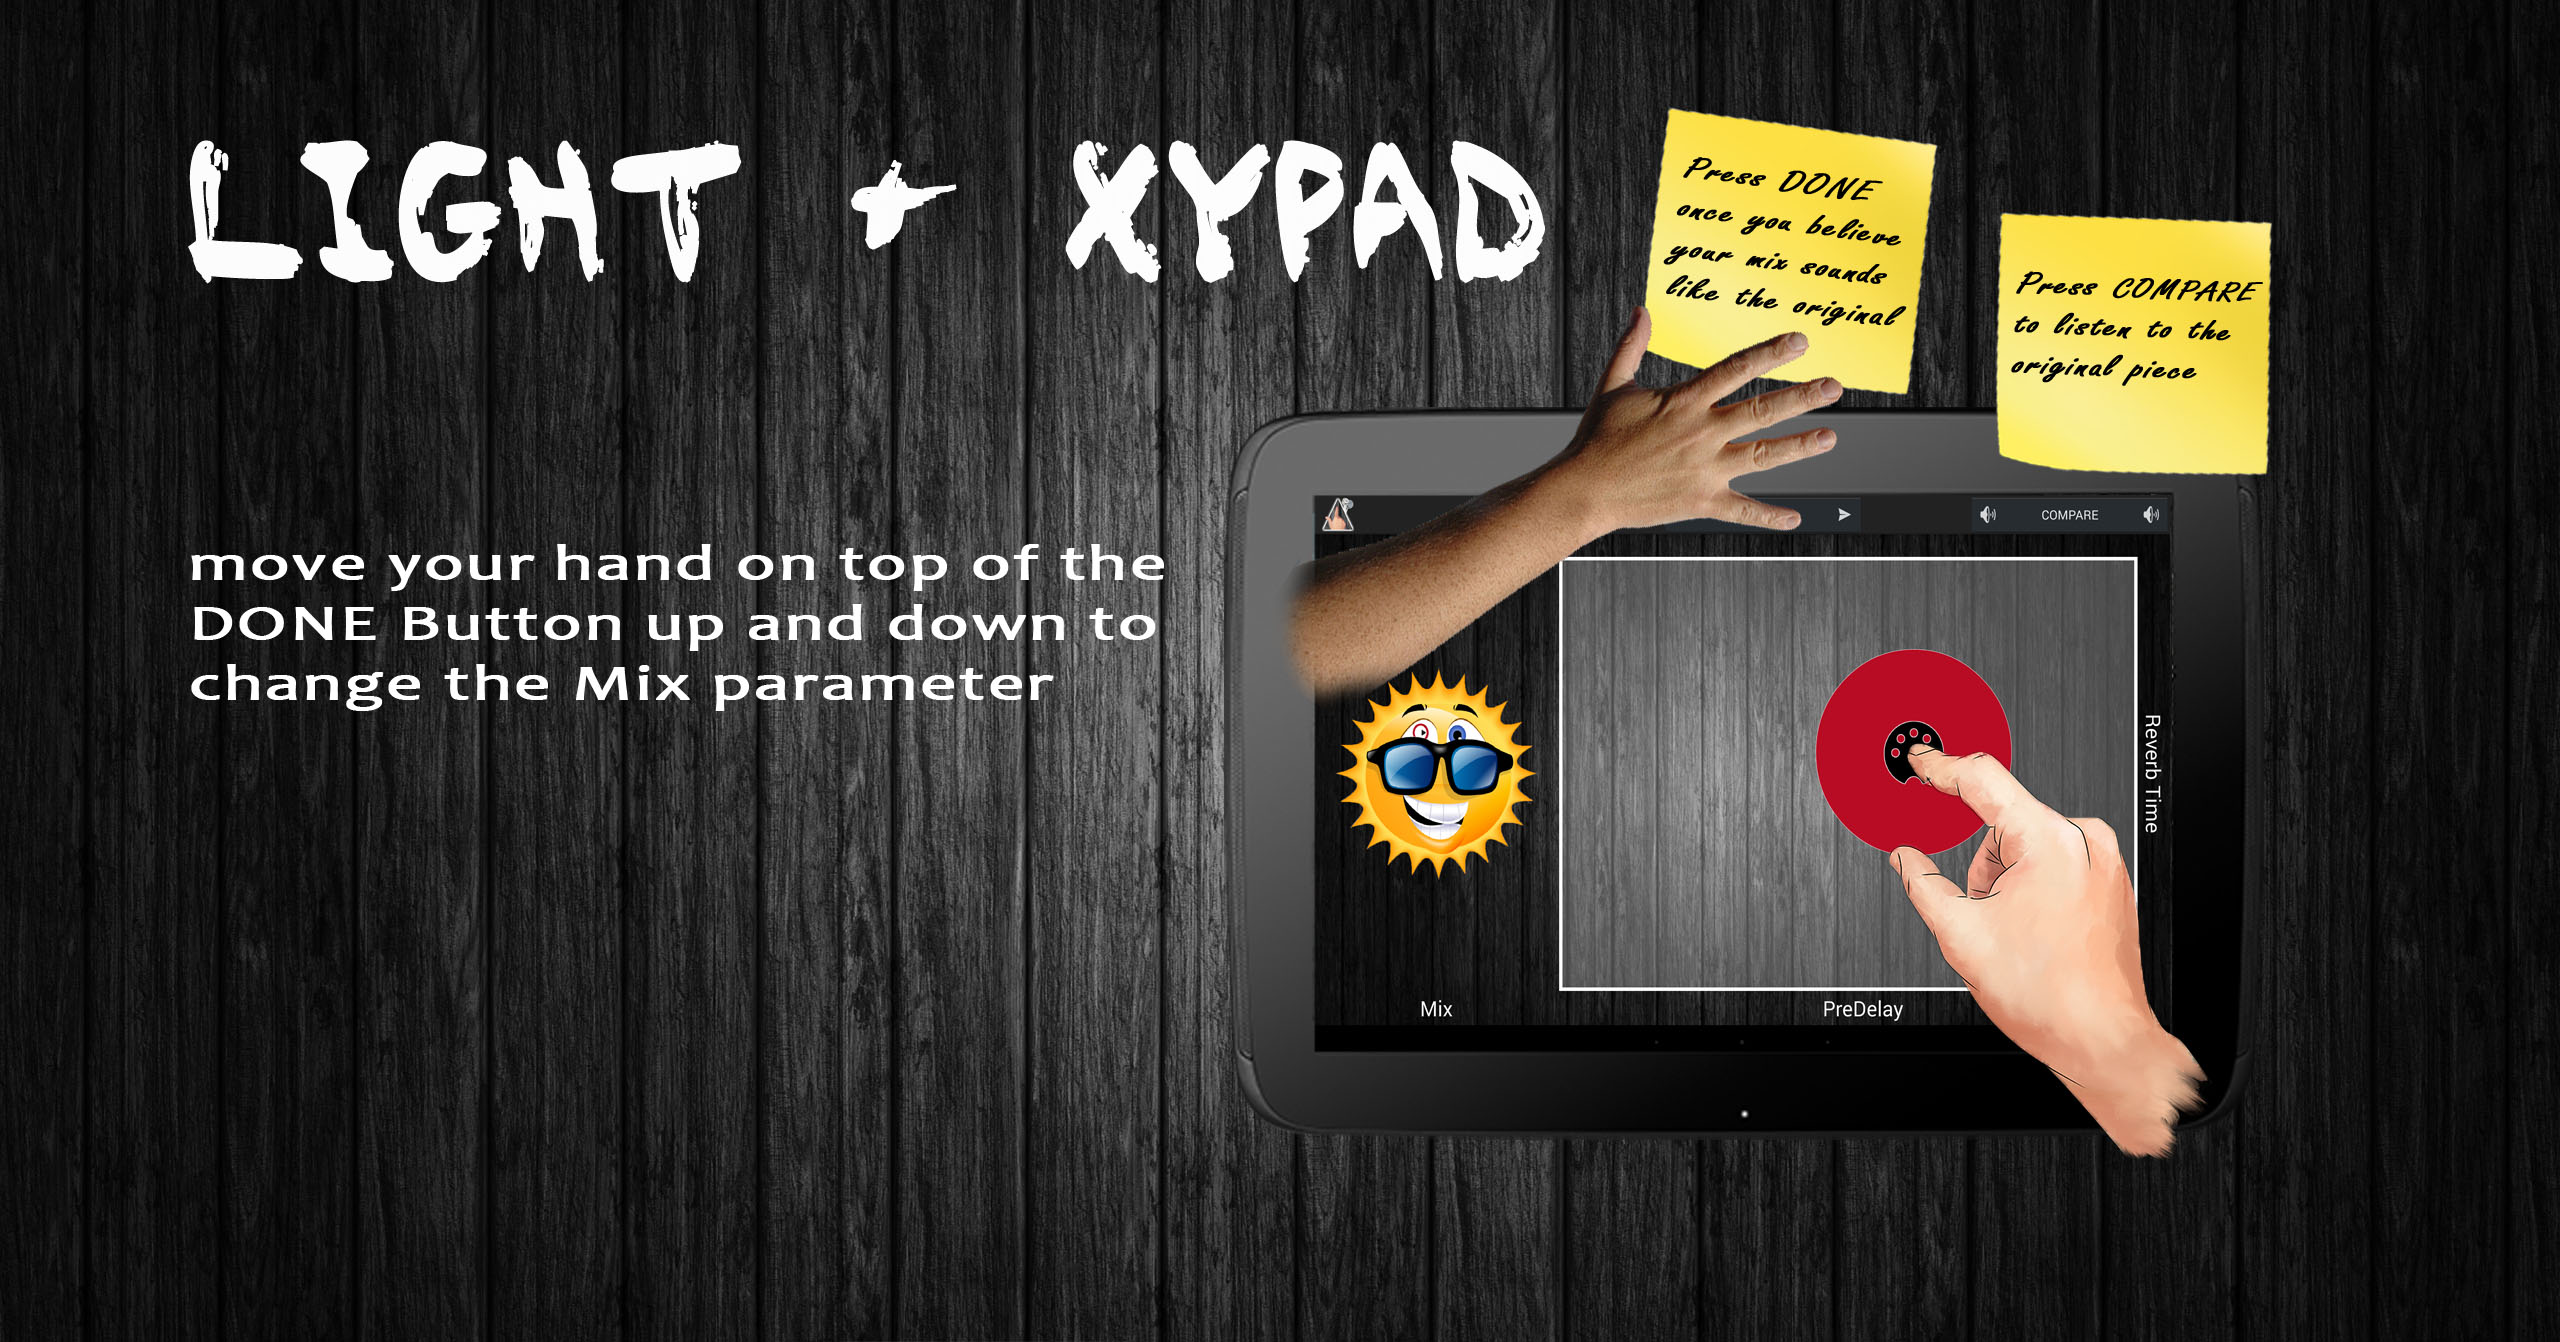 LIGHT + XYPAD
Press DONE
once you believe
your mix sounds
like the original
Press COMPARE
to listen to the
original piece
move your hand on top of the
DONE Button up and down to
change the Mix parameter
COMPARE
Reverb Time
Mix
PreDelay